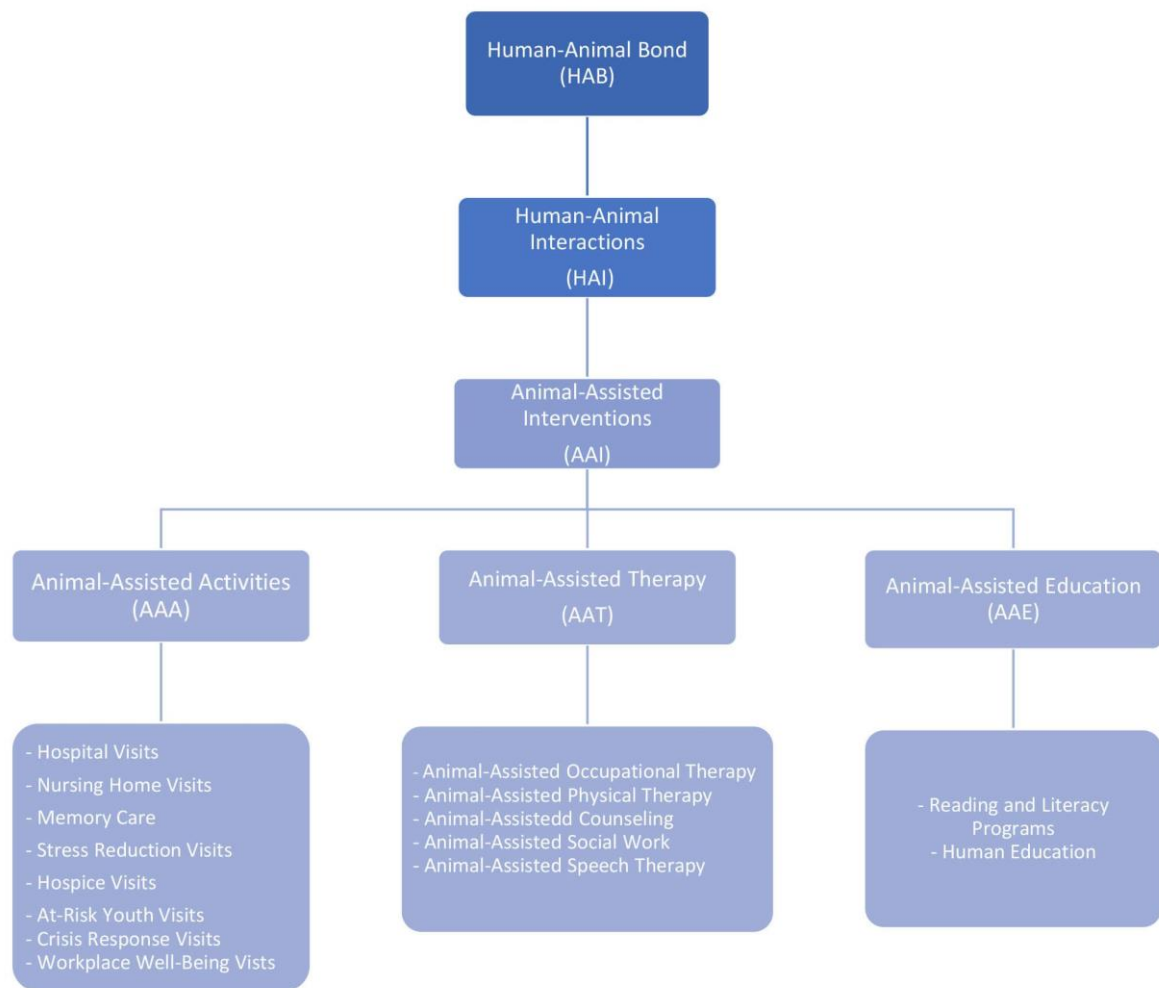 Human-Animal Bond
(HAB)
Human-Animal
Interactions
(HAI)
Animal-Assisted
Interventions
(AAI)
Animal-Assisted Activities
(AAA)
Animal-Assisted Therapy
(AAT)
Animal-Assisted Education
(AAE)
- Hospital Visits
- Nursing Home Visits
- Memory Care
- Stress Reduction Visits
- Hospice Visits
- At-Risk Youth Visits
- Crisis Response Visits
- Workplace Well-Being Vists
- Animal-Assisted Occupational Therapy
- Animal-Assisted Physical Therapy
- Animal-Assistedd Counseling
- Animal-Assisted Social Work
- Animal-Assisted Speech Therapy
- Reading and Literacy
Programs
- Human Education